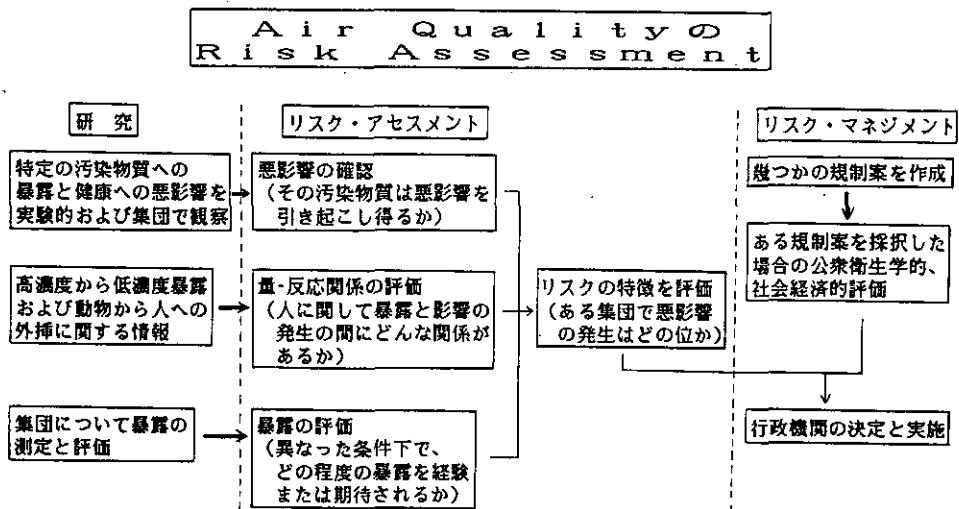 Air Qualityの
Risk Assessment
研 究
特定の汚染物質への
暴露と健康への悪影響を
実験的および集団で観察
高濃度から低濃度暴露
および動物から人への
外挿に関する情報
集団について暴露の
測定と評価
リスク・アセスメント
悪影響の確認
(その汚染物質は悪影響を
引き起こし得るか)
量-反応関係の評価
(人に関して暴露と影響の
発生の間にどんな関係が
あるか)
暴露の評価
(異なった条件下で、
どの程度の暴露を経験
または期待されるか)
リスクの特徴を評価
(ある集団で悪影響
の発生はどの位か)
リスク・マネジメント
幾つかの規制案を作成
ある規制案を採択した
場合の公衆衛生学的、
社会経済的評価
行政機関の決定と実施